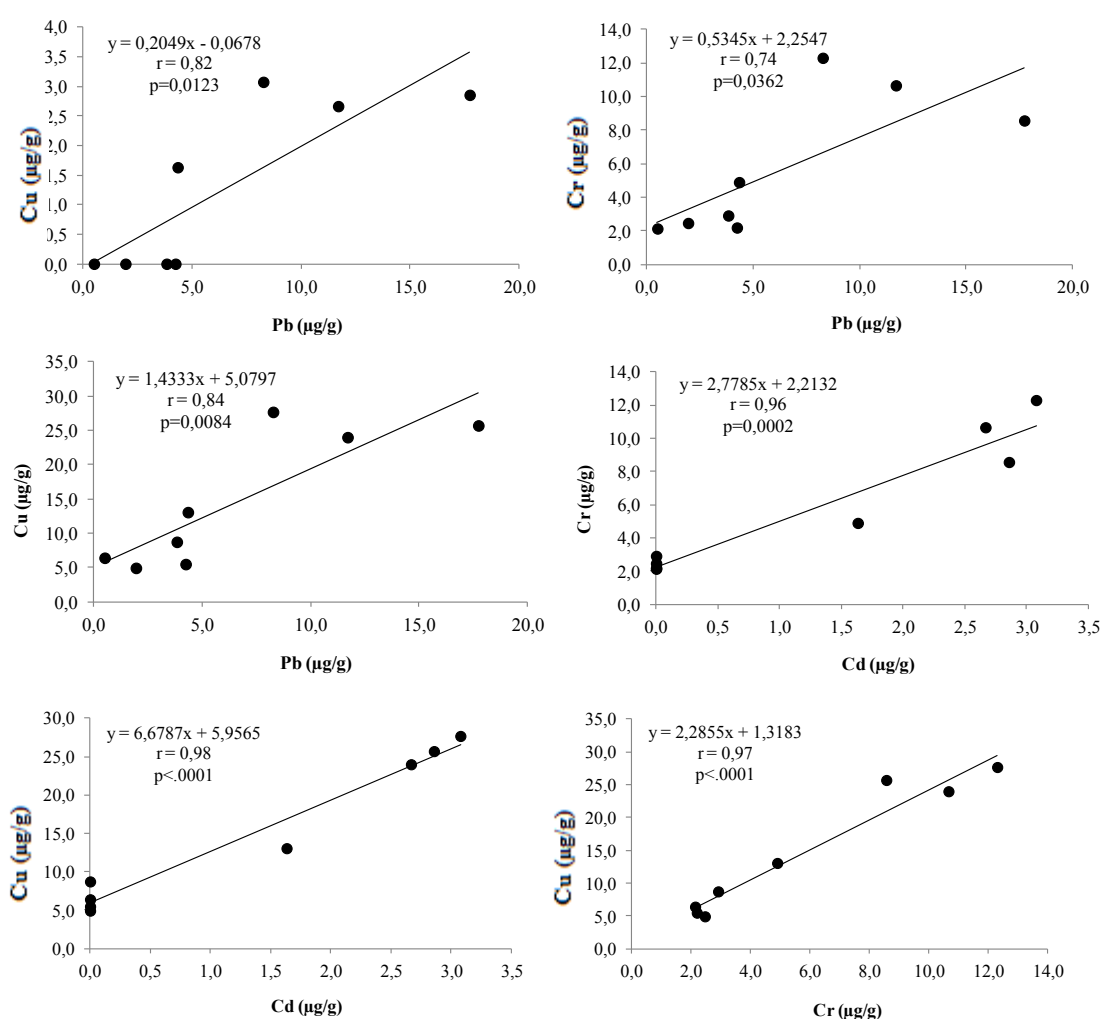 4,0
3,5
3,0
2,5
2,0
1,5
1,0
0,5
0,0
0,0 5,0 10,0 15,0 20,0
y = 0,2049x - 0,0678
r = 0,82
p=0,0123
Cu (µg/g)
Pb (µg/g)
14,0
12,0
10,0
8,0
6,0
4,0
2,0
0,0
0,0 5,0 10,0 15,0 20,0
y = 0,5345x + 2,2547
r = 0,74
p=0,0362
Cr (µg/g)
Pb (µg/g)
35,0
30,0
25,0
20,0
15,0
10,0
5,0
0,0
0,0 5,0 10,0 15,0 20,0
y = 1,4333x + 5,0797
r = 0,84
p=0,0084
Cu (µg/g)
Pb (µg/g)
14,0
12,0
10,0
8,0
6,0
4,0
2,0
0,0
0,0 0,5 1,0 1,5 2,0 2,5 3,0 3,5
y = 2,7785x + 2,2132
r = 0,96
p=0,0002
Cr (µg/g)
Cd (µg/g)
30,0
25,0
20,0
15,0
10,0
5,0
0,0
0,0 0,5 1,0 1,5 2,0 2,5 3,0 3,5
y = 6,6787x + 5,9565
r = 0,98
p<.0001
Cu (µg/g)
Cd (µg/g)
35,0
30,0
25,0
20,0
15,0
10,0
5,0
0,0
0,0 2,0 4,0 6,0 8,0 10,0 12,0 14,0
y = 2,2855x + 1,3183
r = 0,97
p<.0001
Cu (µg/g)
Cr (µg/g)